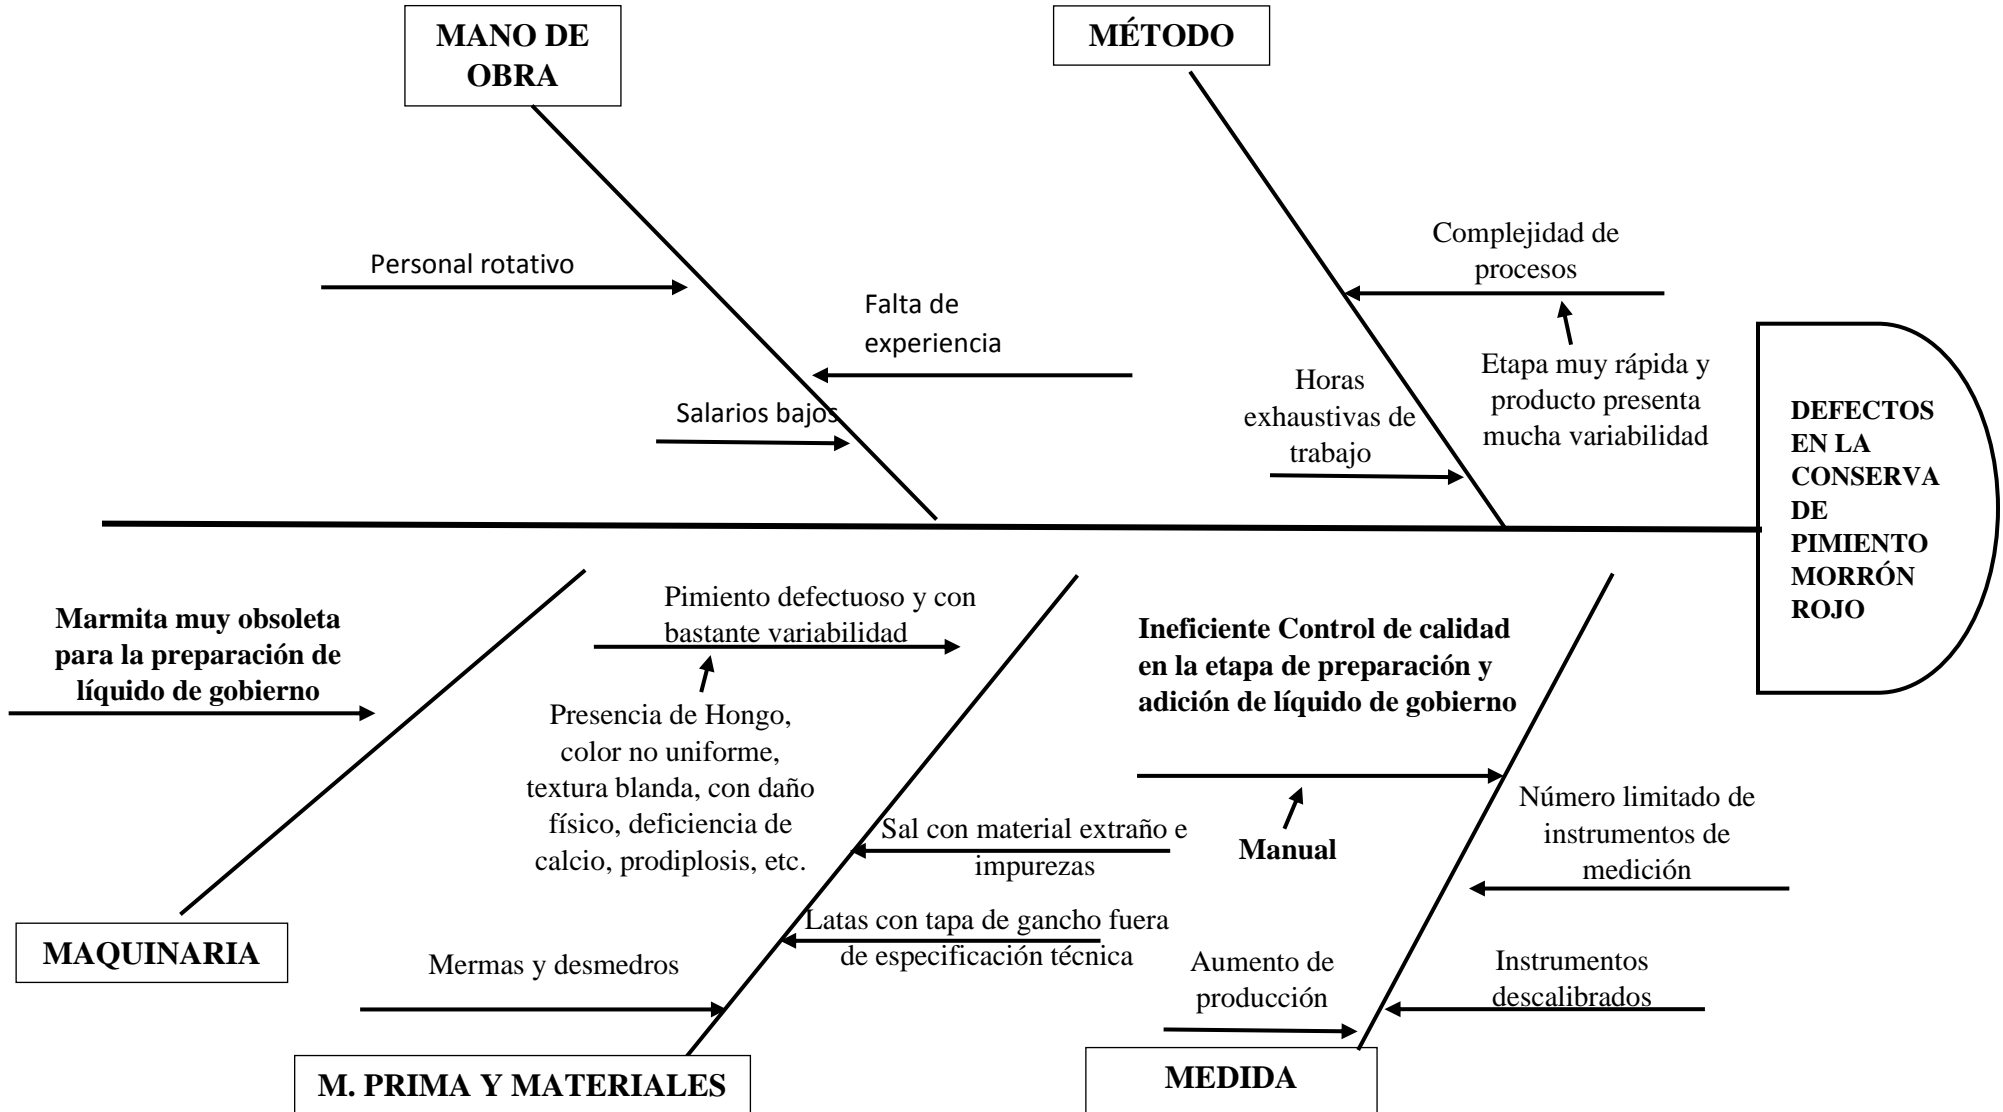 MANO DE
OBRA
MÉTODO
Personal rotativo
Falta de
experiencia
Salarios bajos
Complejidad de
procesos
Etapa muy rápida y
producto presenta
mucha variabilidad
Horas
exhaustivas de
trabajo
DEFECTOS
EN LA
CONSERVA
DE
PIMIENTO
MORRÓN
ROJO
Marmita muy obsoleta
para la preparación de
líquido de gobierno
MAQUINARIA
Pimiento defectuoso y con
bastante variabilidad
Presencia de Hongo,
color no uniforme,
textura blanda, con daño
físico, deficiencia de
calcio, prodiplosis, etc.
Sal con material extraño e
impurezas
Latas con tapa de gancho fuera
de especificación técnica
Mermas y desmedros
M. PRIMA Y MATERIALES
Ineficiente Control de calidad
en la etapa de preparación y
adición de líquido de gobierno
Manual
Número limitado de
instrumentos de
medición
Aumento de
producción
Instrumentos
descalibrados
MEDIDA